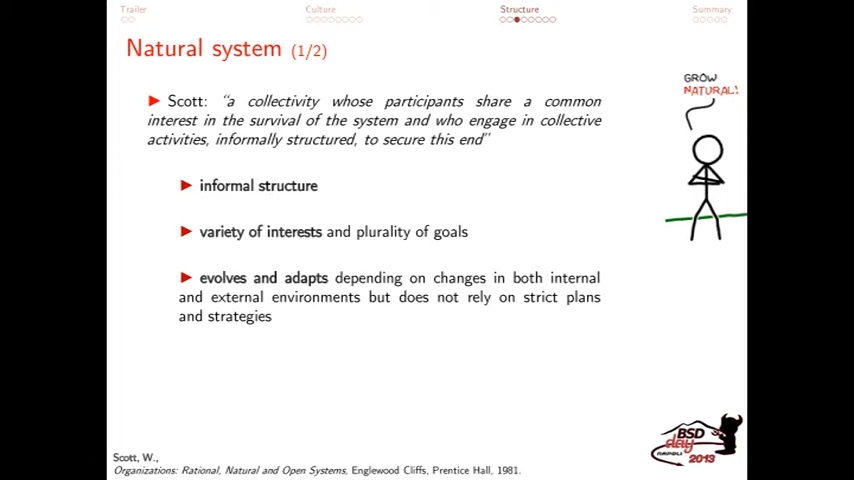 Trailer Culture Structure Summary
Natural system (1/2)
Scott: “a collectivity whose participants share a common
interest in the survival of the system and who engage in collective
activities, informally structured, to secure this end”
informal structure
variety of interests and plurality of goals
evolves and adapts depending on changes in both internal
and external environments but does not rely on strict plans
and strategies
GROW
NATURAL!
BSD
day
NAPOLI 2013
Scott, W.,
Organizations: Rational, Natural and Open Systems, Englewood Cliffs, Prentice Hall, 1981.